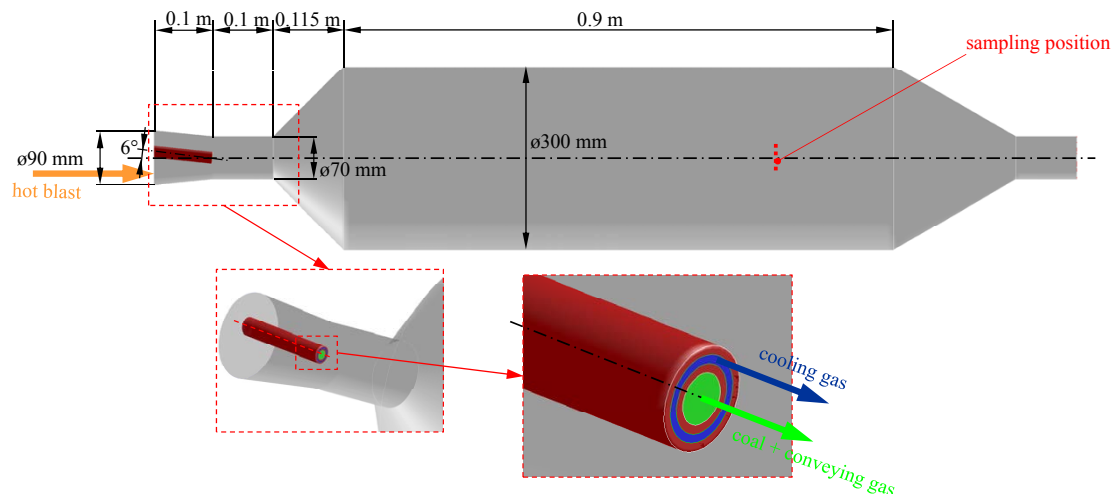 0.1 m
0.1 m
0.115 m
0.9 m
sampling position
6°
ø90 mm
ø70 mm
ø300 mm
hot blast
cooling gas
coal + conveying gas